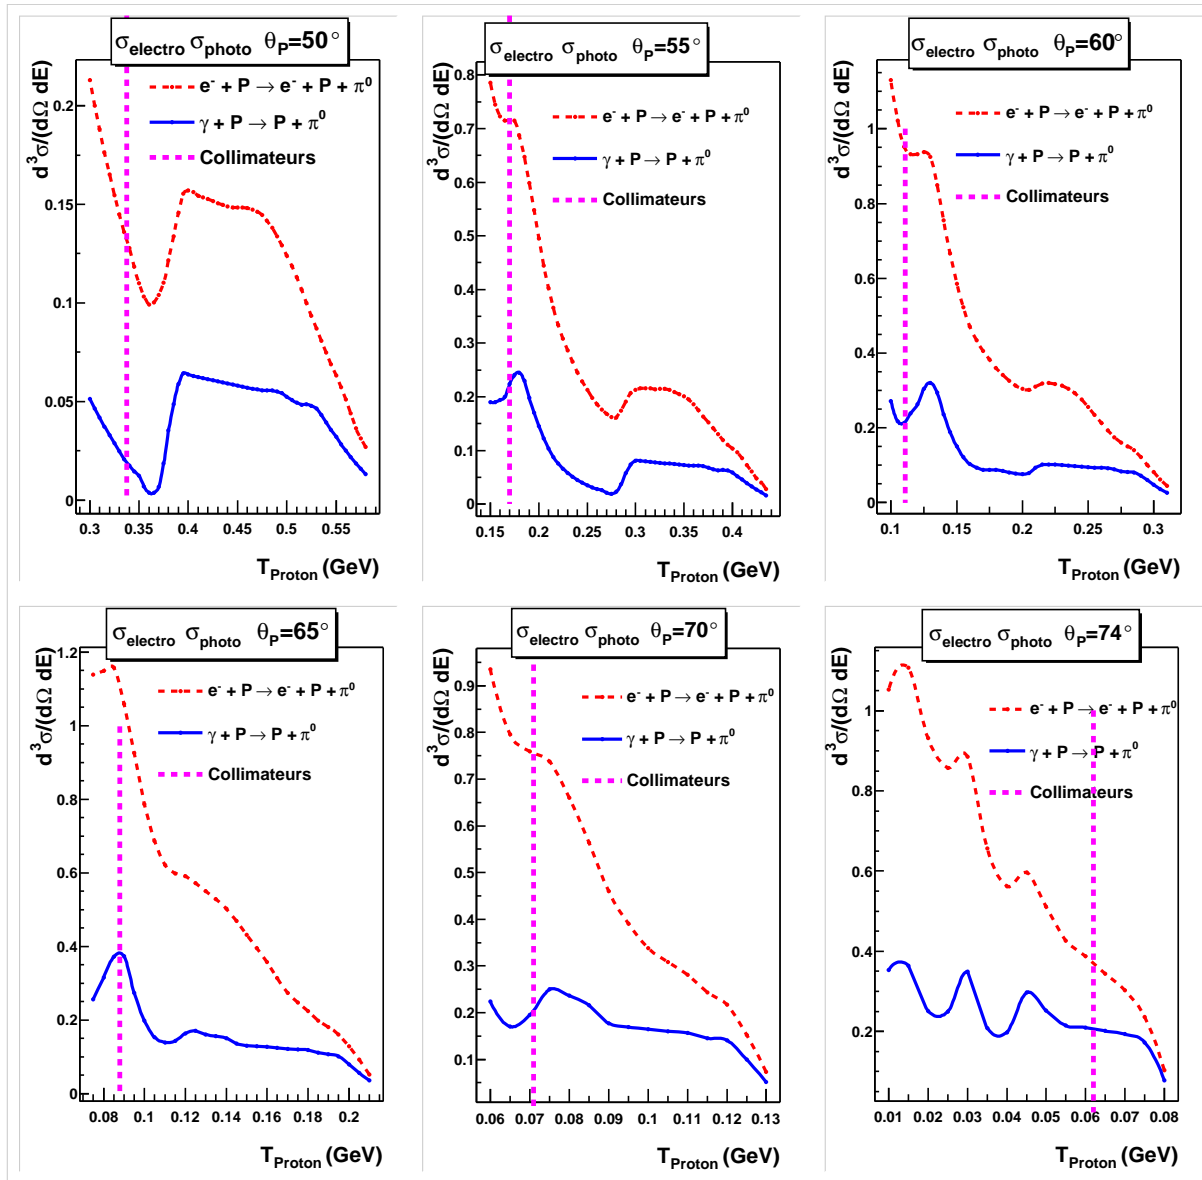 σelectro σphoto θP=50°
e⁻ + P → e⁻ + P + π⁰
γ + P → P + π⁰
Collimateurs
d³σ/(dΩ dE)
0.2
0.15
0.1
0.05
0
0.3 0.35 0.4 0.45 0.5 0.55
TProton (GeV)
σelectro σphoto θP=55°
e⁻ + P → e⁻ + P + π⁰
γ + P → P + π⁰
Collimateurs
d³σ/(dΩ dE)
0.8
0.7
0.6
0.5
0.4
0.3
0.2
0.1
0
0.15 0.2 0.25 0.3 0.35 0.4
TProton (GeV)
σelectro σphoto θP=60°
e⁻ + P → e⁻ + P + π⁰
γ + P → P + π⁰
Collimateurs
d³σ/(dΩ dE)
1
0.8
0.6
0.4
0.2
0
0.1 0.15 0.2 0.25 0.3
TProton (GeV)
σelectro σphoto θP=65°
e⁻ + P → e⁻ + P + π⁰
γ + P → P + π⁰
Collimateurs
d³σ/(dΩ dE)
1.2
1
0.8
0.6
0.4
0.2
0
0.08 0.1 0.12 0.14 0.16 0.18 0.2
TProton (GeV)
σelectro σphoto θP=70°
e⁻ + P → e⁻ + P + π⁰
γ + P → P + π⁰
Collimateurs
d³σ/(dΩ dE)
0.9
0.8
0.7
0.6
0.5
0.4
0.3
0.2
0.1
0.06 0.07 0.08 0.09 0.1 0.11 0.12 0.13
TProton (GeV)
σelectro σphoto θP=74°
e⁻ + P → e⁻ + P + π⁰
γ + P → P + π⁰
Collimateurs
d³σ/(dΩ dE)
1
0.8
0.6
0.4
0.2
0.01 0.02 0.03 0.04 0.05 0.06 0.07 0.08
TProton (GeV)